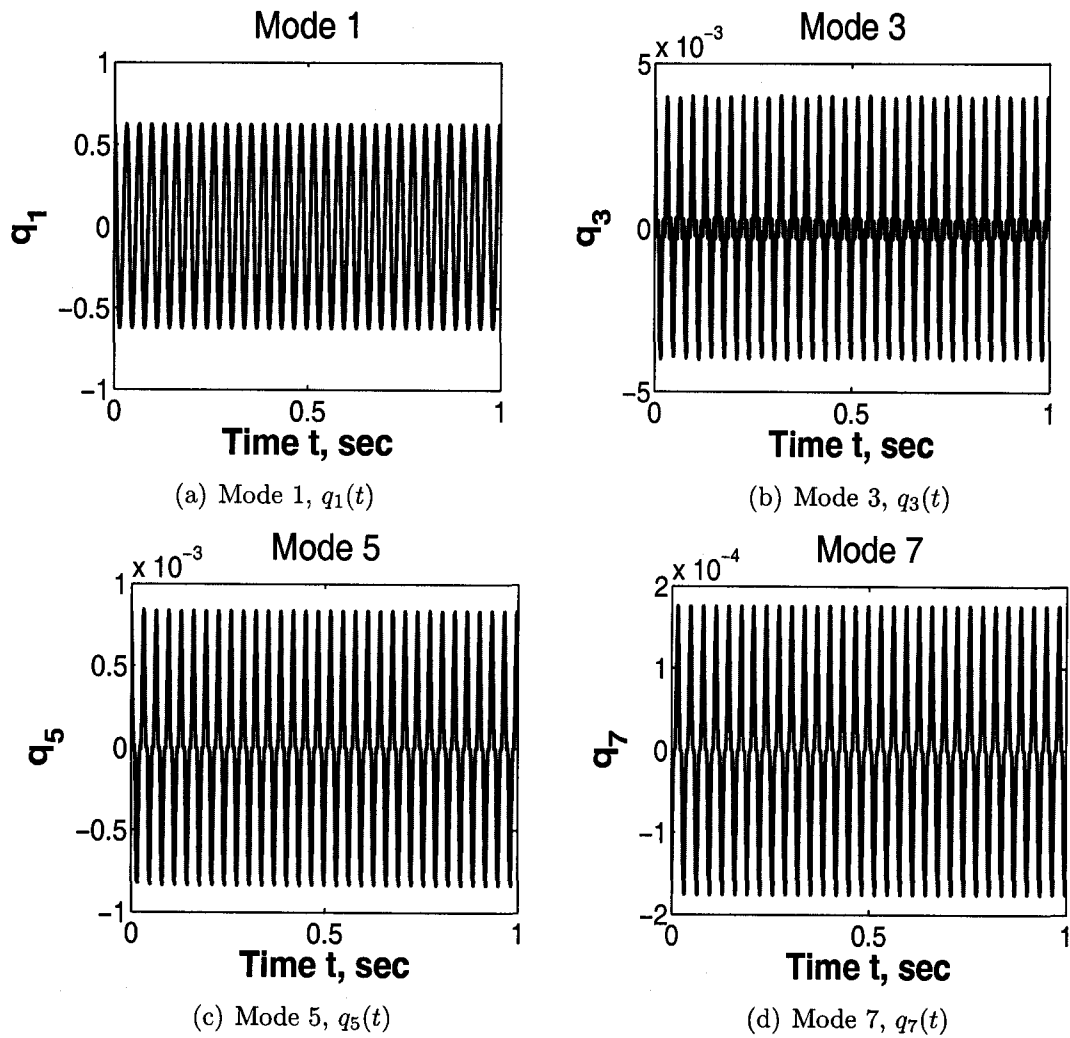 Mode 1
1
0.5
0
−0.5
−1
q₁
0
0.5
1
Time t, sec
(a) Mode 1, q₁(t)
Mode 3
x 10⁻³
5
0
−5
q₃
0
0.5
1
Time t, sec
(b) Mode 3, q₃(t)
Mode 5
x 10⁻³
1
0.5
0
−0.5
−1
q₅
0
0.5
1
Time t, sec
(c) Mode 5, q₅(t)
Mode 7
x 10⁻⁴
2
1
0
−1
−2
q₇
0
0.5
1
Time t, sec
(d) Mode 7, q₇(t)